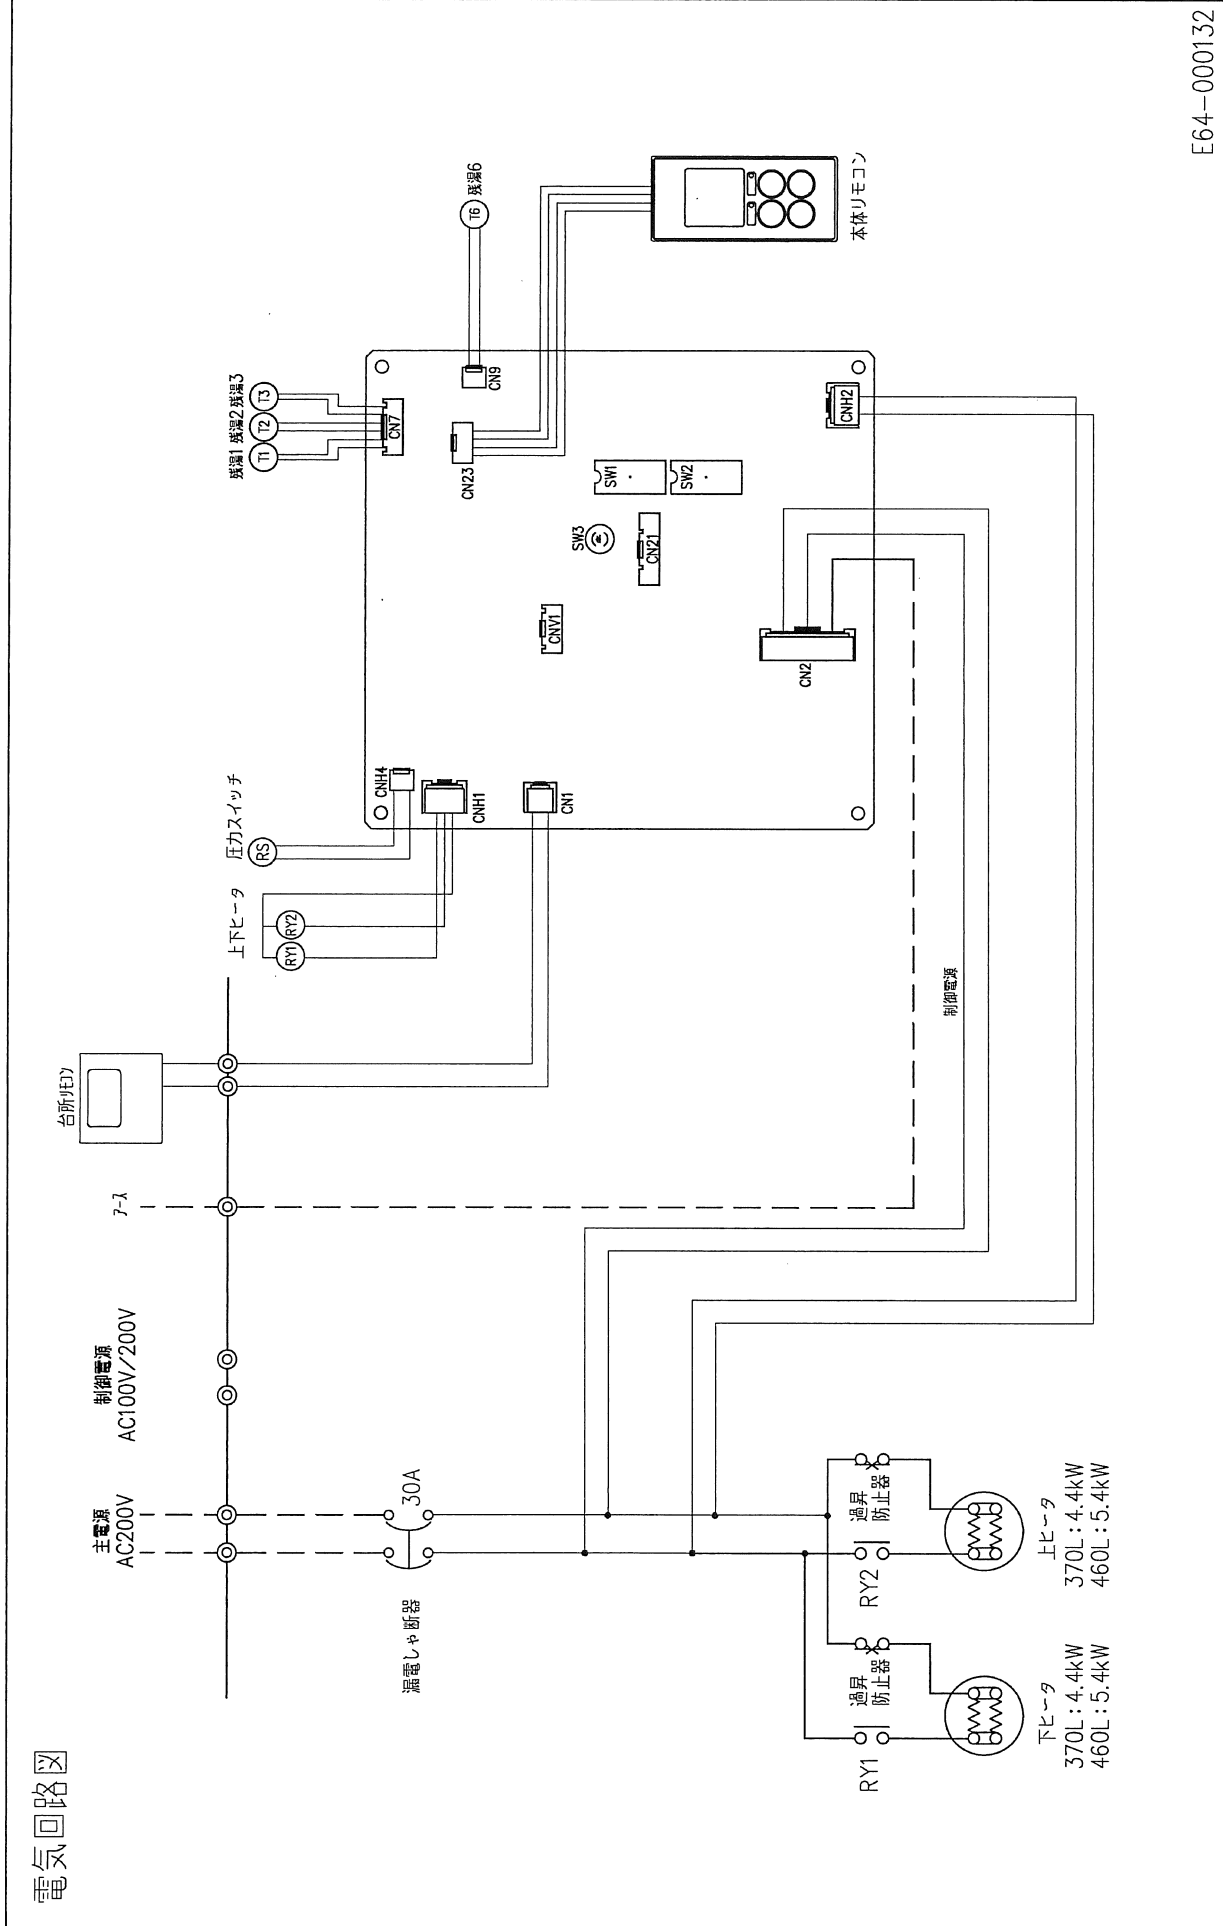 電気回路図
主電源
AC200V
制御電源
AC100V/200V
アース
台所リモコン
上下ヒータ
RY1
RY2
圧力スイッチ
RS
残湯1 残湯2 残湯3
T1
T2
T3
T6
残湯6
CNH4
CNH1
CN1
CN7
CN9
CN23
CNV1
SW3
CN21
SW1
SW2
CN2
CNH2
本体リモコン
漏電しゃ断器
30A
制御電源
RY1
過昇
防止器
RY2
過昇
防止器
下ヒータ
370L:4.4kW
460L:5.4kW
上ヒータ
370L:4.4kW
460L:5.4kW
E64-000132